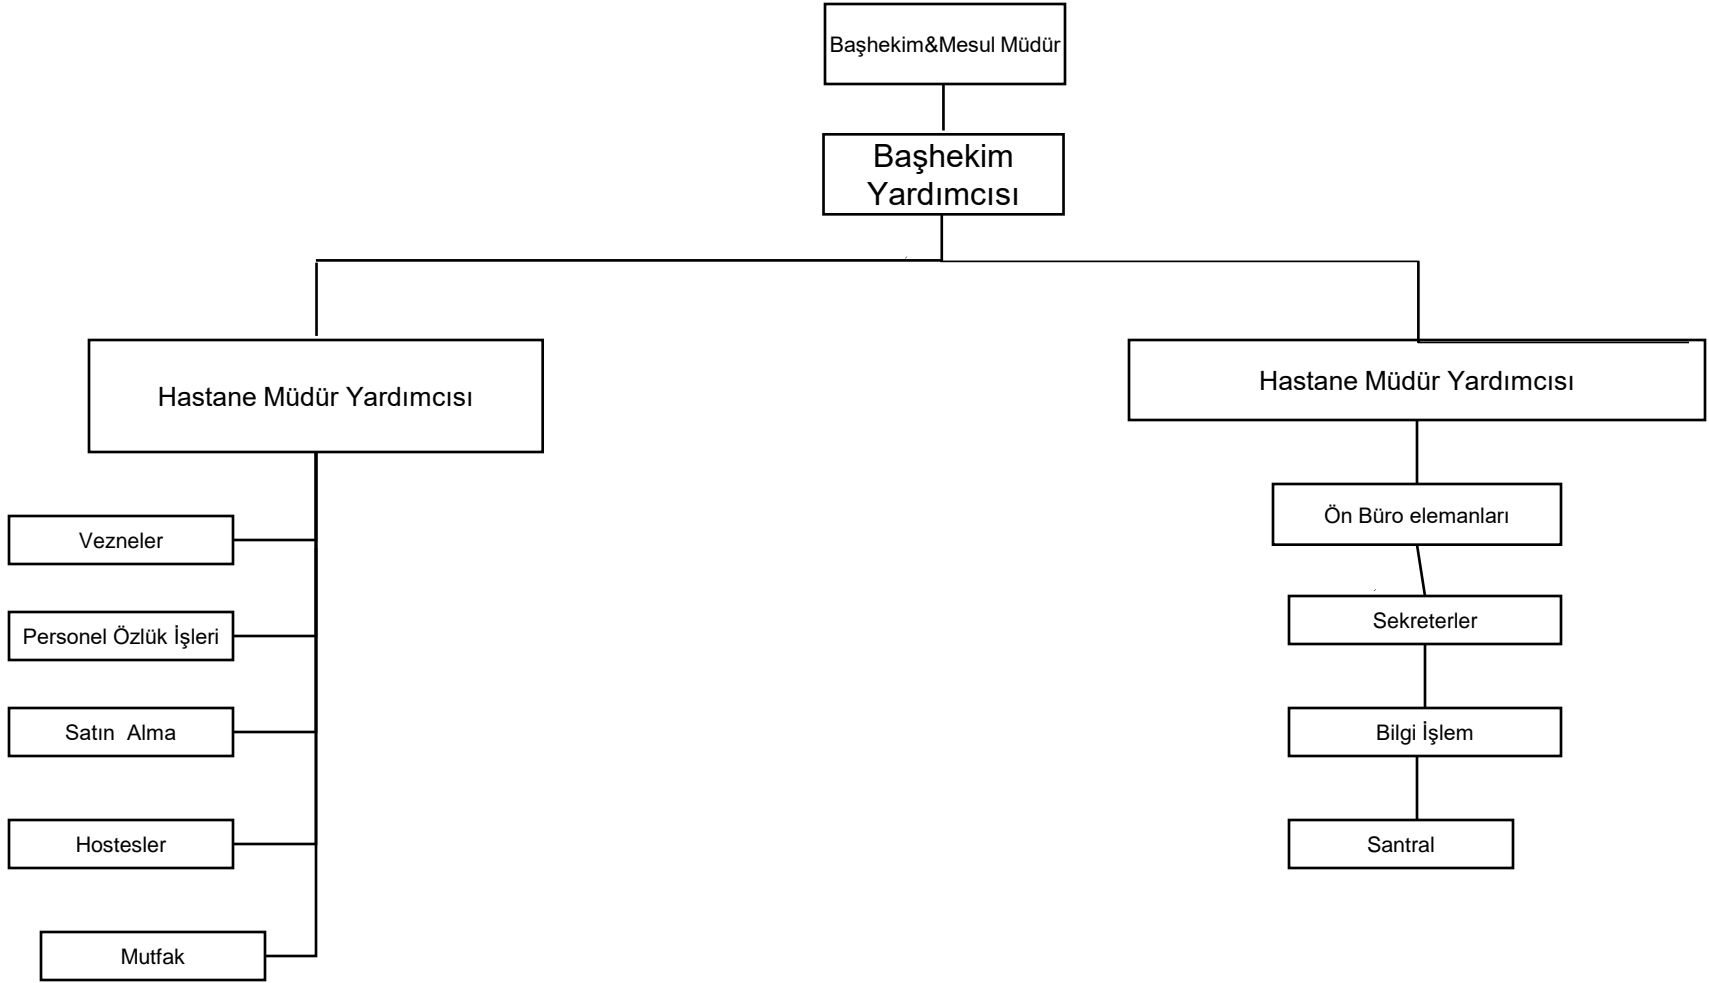 Başhekim&Mesul Müdür
Başhekim
Yardımcısı
Hastane Müdür Yardımcısı
Hastane Müdür Yardımcısı
Vezneler
Personel Özlük İşleri
Satın  Alma
Hostesler
Mutfak
Ön Büro elemanları
Sekreterler
Bilgi İşlem
Santral